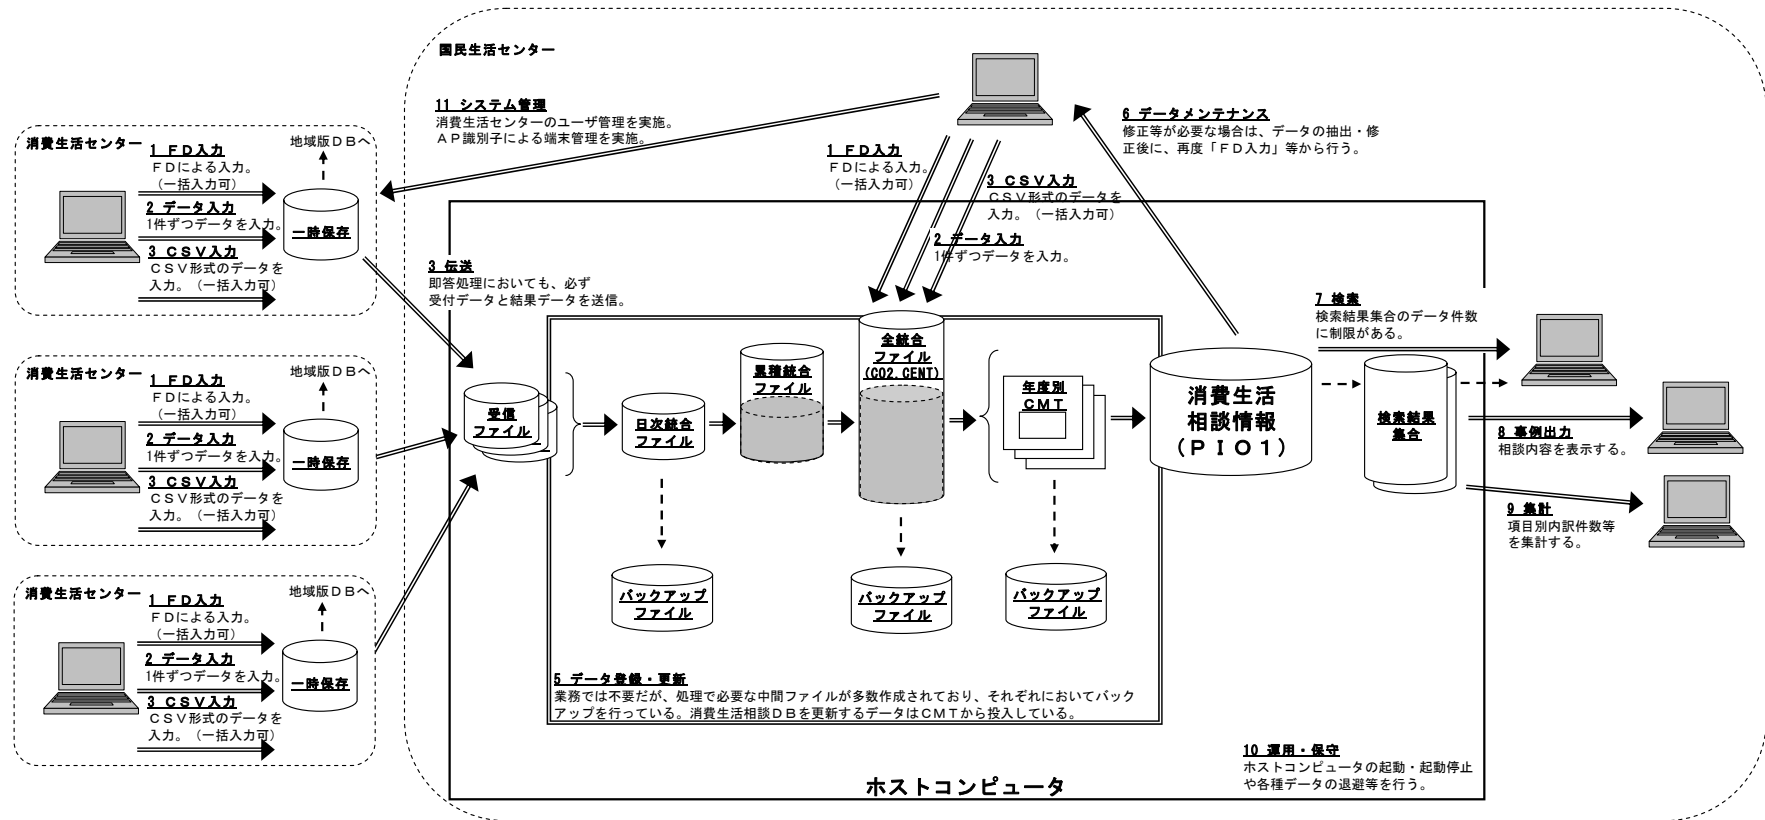 国民生活センター
11 システム管理
消費生活センターのユーザ管理を実施。
AP識別子による端末管理を実施。
6 データメンテナンス
修正等が必要な場合は、データの抽出・修
正後に、再度「FD入力」等から行う。
消費生活センター
地域版DBへ
1 FD入力
FDによる入力。
(一括入力可)
2 データ入力
1件ずつデータを入力。
3 CSV入力
CSV形式のデータを
入力。(一括入力可)
一時保存
消費生活センター
地域版DBへ
1 FD入力
FDによる入力。
(一括入力可)
2 データ入力
1件ずつデータを入力。
3 CSV入力
CSV形式のデータを
入力。(一括入力可)
一時保存
消費生活センター
地域版DBへ
1 FD入力
FDによる入力。
(一括入力可)
2 データ入力
1件ずつデータを入力。
3 CSV入力
CSV形式のデータを
入力。(一括入力可)
一時保存
1 FD入力
FDによる入力。
(一括入力可)
3 CSV入力
CSV形式のデータを
入力。(一括入力可)
2 データ入力
1件ずつデータを入力。
3 伝送
即答処理においても、必ず
受付データと結果データを送信。
受信
ファイル
日次統合
ファイル
累積統合
ファイル
全統合
ファイル
(CO2.CENT)
年度別
CMT
消費生活
相談情報
(PIO1)
7 検索
検索結果集合のデータ件数
に制限がある。
検索結果
集合
8 事例出力
相談内容を表示する。
9 集計
項目別内訳件数等
を集計する。
バックアップ
ファイル
バックアップ
ファイル
バックアップ
ファイル
5 データ登録・更新
業務では不要だが、処理で必要な中間ファイルが多数作成されており、それぞれにおいてバック
アップを行っている。消費生活相談DBを更新するデータはCMTから投入している。
10 運用・保守
ホストコンピュータの起動・起動停止
や各種データの退避等を行う。
ホストコンピュータ